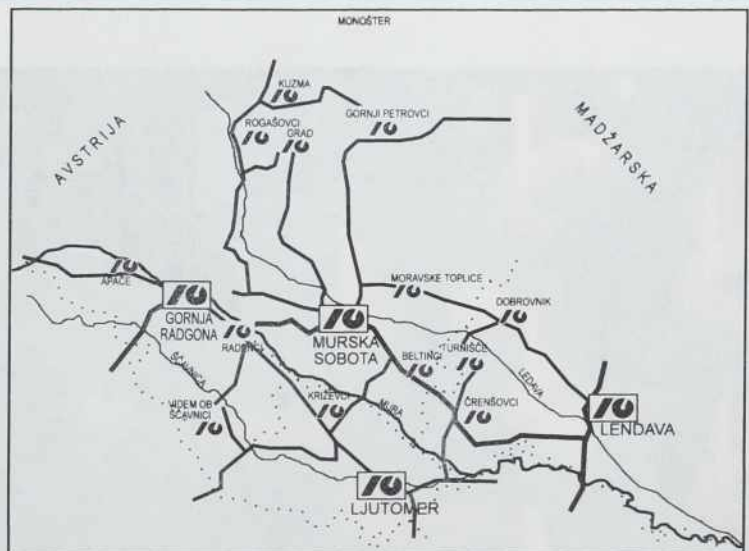 MONOŠTER
AVSTRIJA
MADŽARSKA
KUZMA
ROGAŠOVCI
GRAD
GORNJI PETROVCI
APAČE
GORNJA
RADGONA
RADENCI
MURSKA
SOBOTA
MORAVSKE TOPLICE
DOBROVNIK
BELTINCI
TURNIŠČE
LEDAVA
ŠČAVNICA
VIDEM OB
ŠČAVNICI
KRIŽEVCI
MURA
ČRENŠOVCI
LENDAVA
LJUTOMER